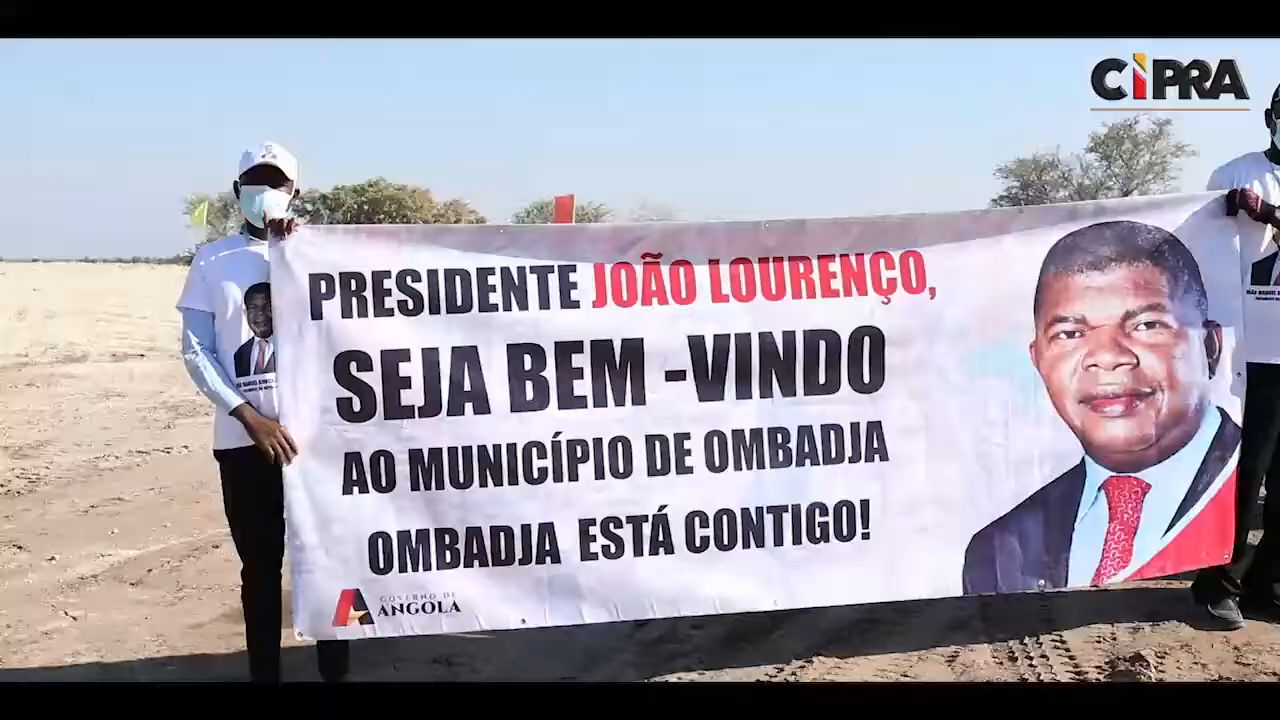 CIPRA
PRESIDENTE JOÃO LOURENÇO,
SEJA BEM -VINDO
AO MUNICÍPIO DE OMBADJA
OMBADJA ESTÁ CONTIGO!
GOVERNO DE
ANGOLA